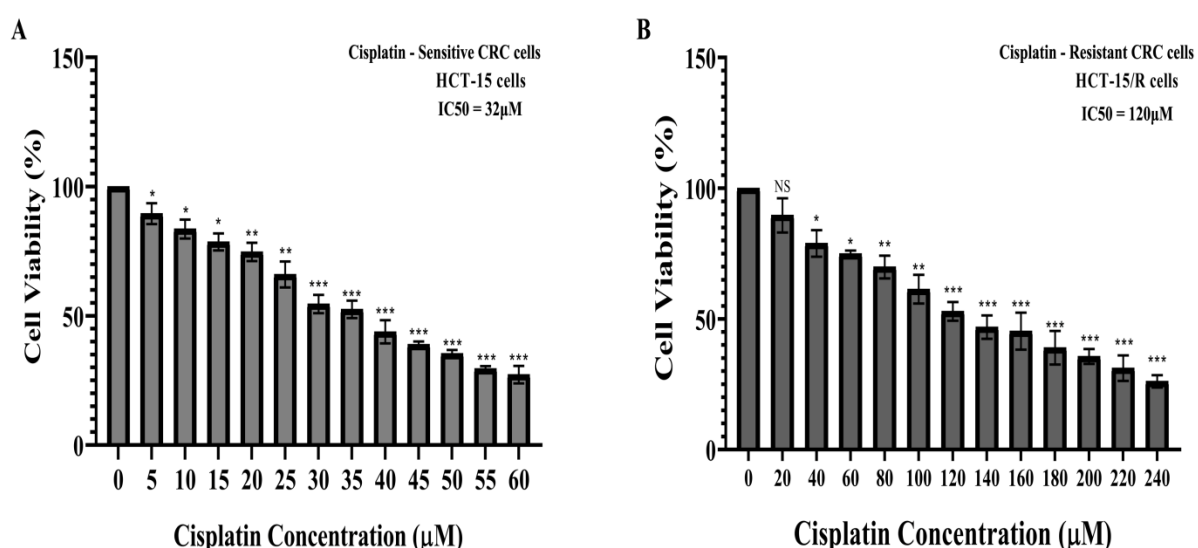 A
Cisplatin - Sensitive CRC cells
HCT-15 cells
IC50 = 32µM
Cell Viability (%)
150
100
50
0
*
*
*
**
**
***
***
***
***
***
***
***
0 5 10 15 20 25 30 35 40 45 50 55 60
Cisplatin Concentration (µM)
B
Cisplatin - Resistant CRC cells
HCT-15/R cells
IC50 = 120µM
Cell Viability (%)
150
100
50
0
NS
*
*
**
**
***
***
***
***
***
***
***
0 20 40 60 80 100 120 140 160 180 200 220 240
Cisplatin Concentration (µM)